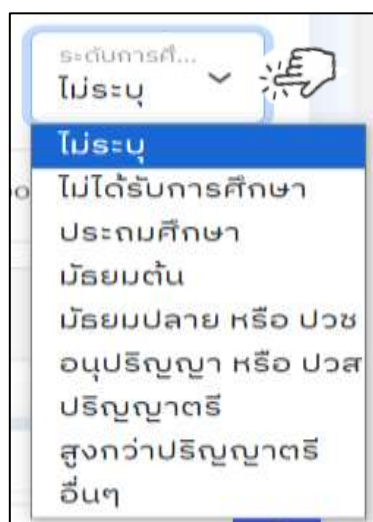 ระดับการศึ...
ไม่ระบุ
ไม่ระบุ
ไม่ได้รับการศึกษา
ประถมศึกษา
มัธยมต้น
มัธยมปลาย หรือ ปวช
อนุปริญญา หรือ ปวส
ปริญญาตรี
สูงกว่าปริญญาตรี
อื่นๆ